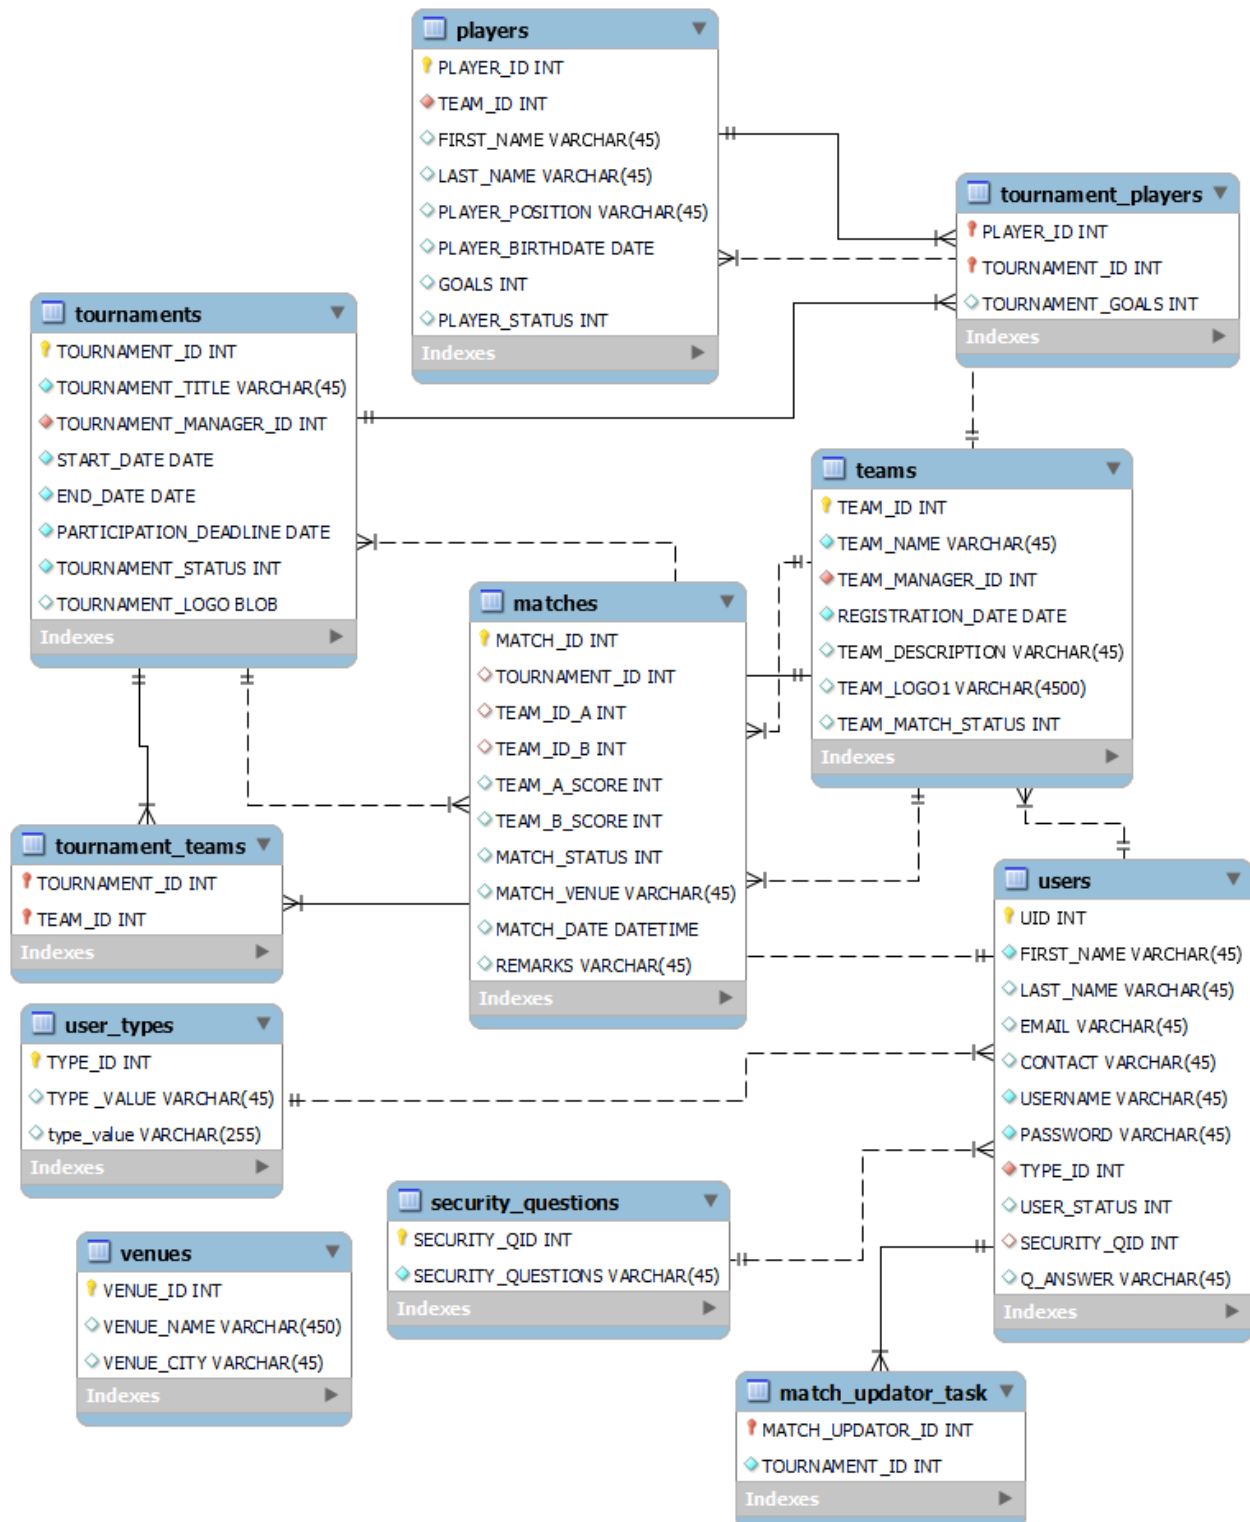 players
PLAYER_ID INT
TEAM_ID INT
FIRST_NAME VARCHAR(45)
LAST_NAME VARCHAR(45)
PLAYER_POSITION VARCHAR(45)
PLAYER_BIRTHDATE DATE
GOALS INT
PLAYER_STATUS INT
Indexes
tournament_players
PLAYER_ID INT
TOURNAMENT_ID INT
TOURNAMENT_GOALS INT
Indexes
tournaments
TOURNAMENT_ID INT
TOURNAMENT_TITLE VARCHAR(45)
TOURNAMENT_MANAGER_ID INT
START_DATE DATE
END_DATE DATE
PARTICIPATION_DEADLINE DATE
TOURNAMENT_STATUS INT
TOURNAMENT_LOGO BLOB
Indexes
teams
TEAM_ID INT
TEAM_NAME VARCHAR(45)
TEAM_MANAGER_ID INT
REGISTRATION_DATE DATE
TEAM_DESCRIPTION VARCHAR(45)
TEAM_LOGO1 VARCHAR(4500)
TEAM_MATCH_STATUS INT
Indexes
matches
MATCH_ID INT
TOURNAMENT_ID INT
TEAM_ID_A INT
TEAM_ID_B INT
TEAM_A_SCORE INT
TEAM_B_SCORE INT
MATCH_STATUS INT
MATCH_VENUE VARCHAR(45)
MATCH_DATE DATETIME
REMARKS VARCHAR(45)
Indexes
tournament_teams
TOURNAMENT_ID INT
TEAM_ID INT
Indexes
users
UID INT
FIRST_NAME VARCHAR(45)
LAST_NAME VARCHAR(45)
EMAIL VARCHAR(45)
CONTACT VARCHAR(45)
USERNAME VARCHAR(45)
PASSWORD VARCHAR(45)
TYPE_ID INT
USER_STATUS INT
SECURITY_QID INT
Q_ANSWER VARCHAR(45)
Indexes
user_types
TYPE_ID INT
TYPE _VALUE VARCHAR(45)
type_value VARCHAR(255)
Indexes
security_questions
SECURITY_QID INT
SECURITY_QUESTIONS VARCHAR(45)
Indexes
venues
VENUE_ID INT
VENUE_NAME VARCHAR(450)
VENUE_CITY VARCHAR(45)
Indexes
match_updator_task
MATCH_UPDATOR_ID INT
TOURNAMENT_ID INT
Indexes